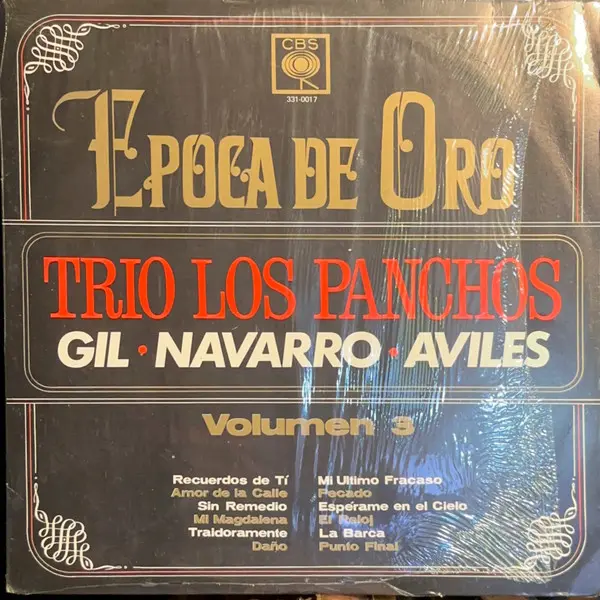 CBS
331-0017
EPOCA DE ORO
TRIO LOS PANCHOS
GIL · NAVARRO · AVILES
Volumen 3
Recuerdos de Tí
Amor de la Calle
Sin Remedio
Mi Magdalena
Traidoramente
Daño
Mi Ultimo Fracaso
Pecado
Espérame en el Cielo
El Reloj
La Barca
Punto Final